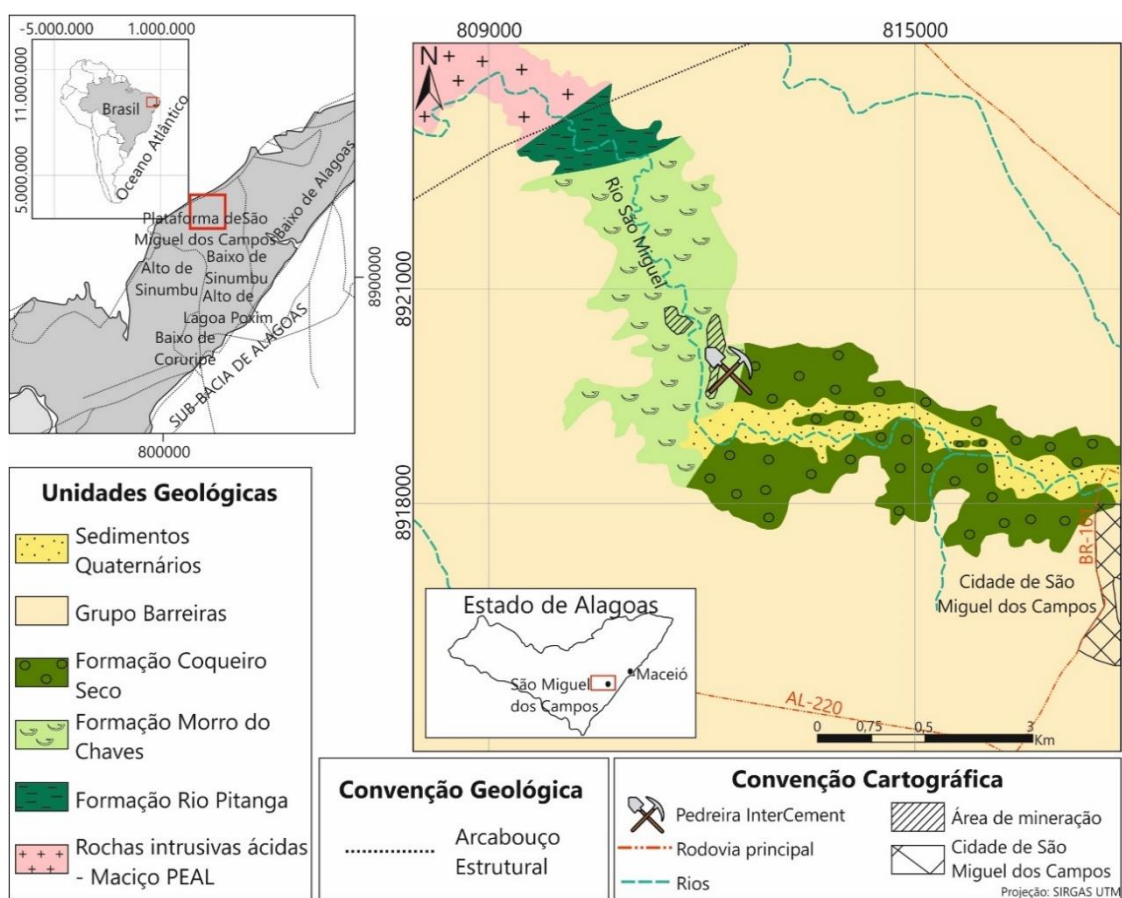 -5.000.000 1.000.000
11.000.000
5.000.000
Brasil
Oceano Atlântico
Plataforma deSão
Miguel dos Campos
Baixo de Alagoas
Alto de
Sinumbu
Baixo de
Sinumbu
Alto de
Lagoa Poxim
Baixo de
Coruripe
SUB-BACIA DE ALAGOAS
8900000
800000
809000 815000
N
8921000
8918000
Rio São Miguel
Cidade de São
Miguel dos Campos
AL-220
Estado de Alagoas
Maceió
São Miguel
dos Campos
0 0,75 0,5 3
Km
Unidades Geológicas
Sedimentos
Quaternários
Grupo Barreiras
Formação Coqueiro
Seco
Formação Morro do
Chaves
Formação Rio Pitanga
Rochas intrusivas ácidas
- Maciço PEAL
Convenção Geológica
Arcabouço
Estrutural
Convenção Cartográfica
Pedreira InterCement
Rodovia principal
Rios
Área de mineração
Cidade de São
Miguel dos Campos
Projeção: SIRGAS UTM